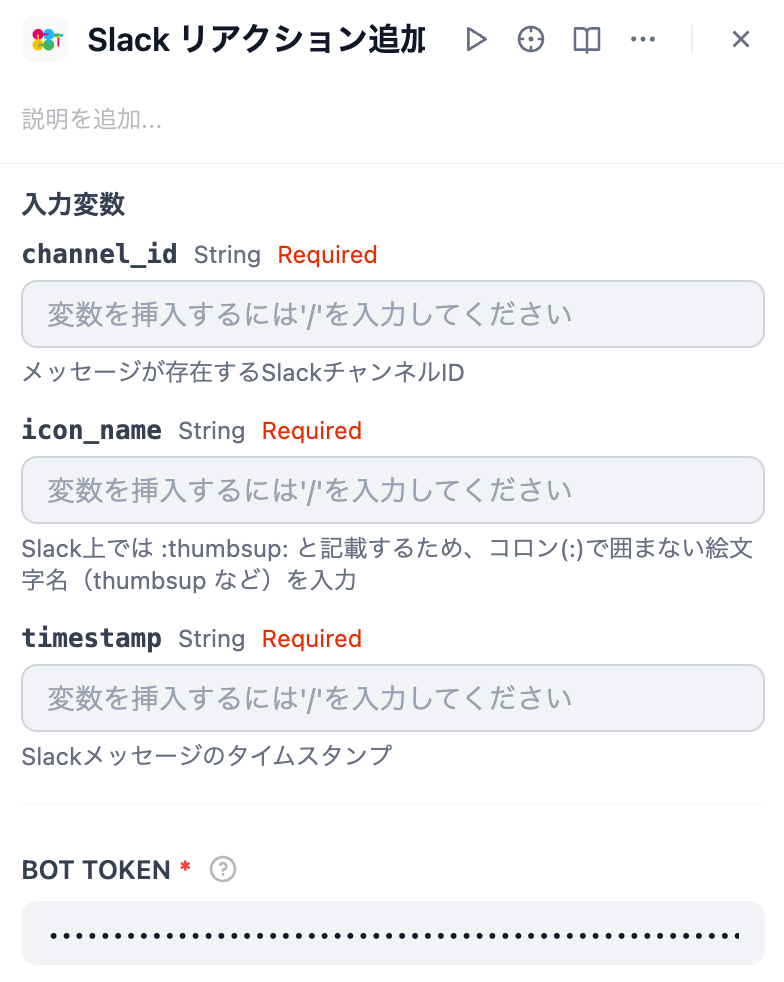 Slack リアクション追加
説明を追加...
入力変数
channel_id String Required
変数を挿入するには'/'を入力してください
メッセージが存在するSlackチャンネルID
icon_name String Required
変数を挿入するには'/'を入力してください
Slack上では :thumbsup: と記載するため、コロン(:)で囲まない絵文
字名（thumbsup など）を入力
timestamp String Required
変数を挿入するには'/'を入力してください
Slackメッセージのタイムスタンプ
BOT TOKEN *